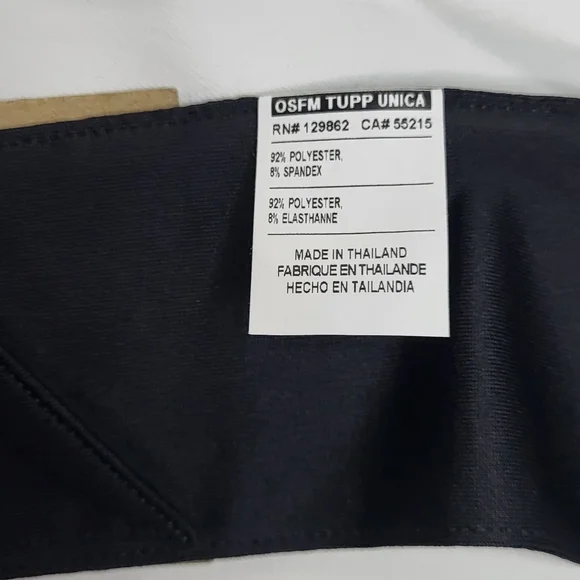 OSFM TUPP UNICA
RN# 129862 CA# 55215
92% POLYESTER,
8% SPANDEX
92% POLYESTER,
8% ELASTHANNE
MADE IN THAILAND
FABRIQUE EN THAILANDE
HECHO EN TAILANDIA